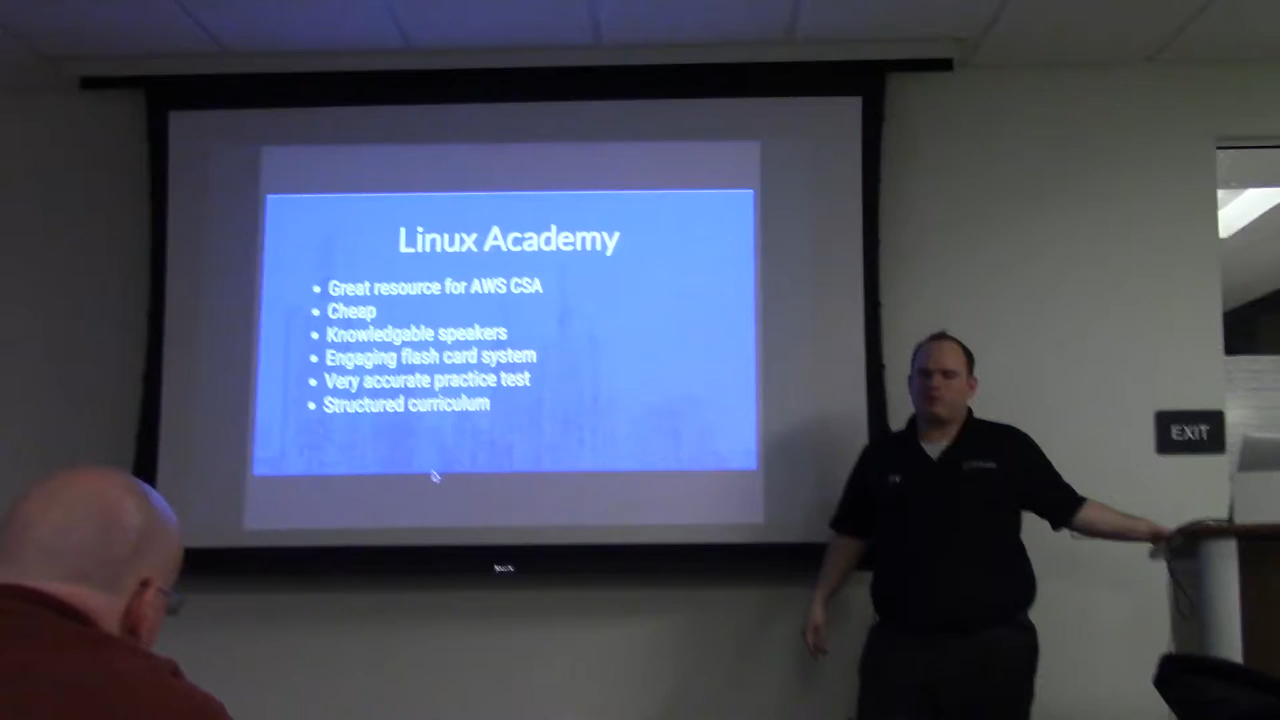 Linux Academy
• Great resource for AWS CSA
• Cheap
• Knowledgable speakers
• Engaging flash card system
• Very accurate practice test
• Structured curriculum
EXIT